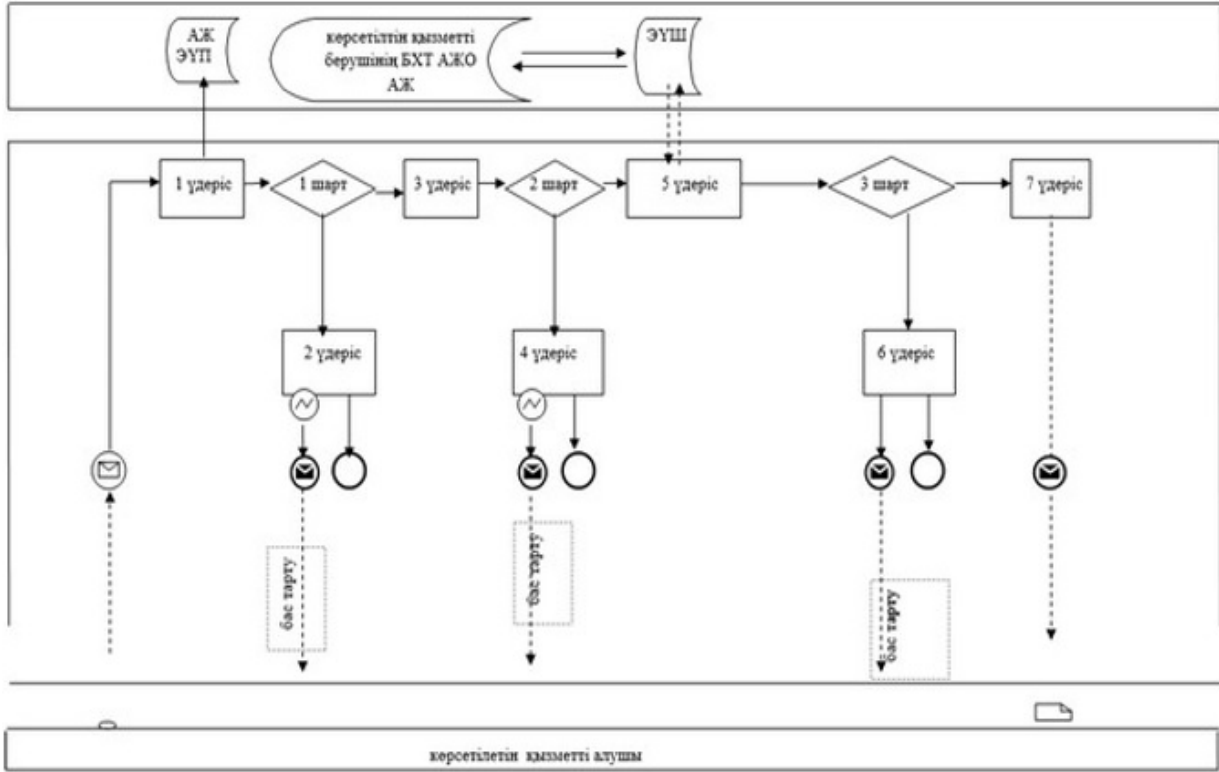 АЖ
ЭҮП
көрсетілтін қызметті
берушінің БХТ АЖО
АЖ
ЭҮШ
1 үдеріс
1 шарт
3 үдеріс
2 шарт
5 үдеріс
3 шарт
7 үдеріс
2 үдеріс
4 үдеріс
6 үдеріс
бас тарту
бас тарту
бас тарту
көрсетілетін қызметті алушы